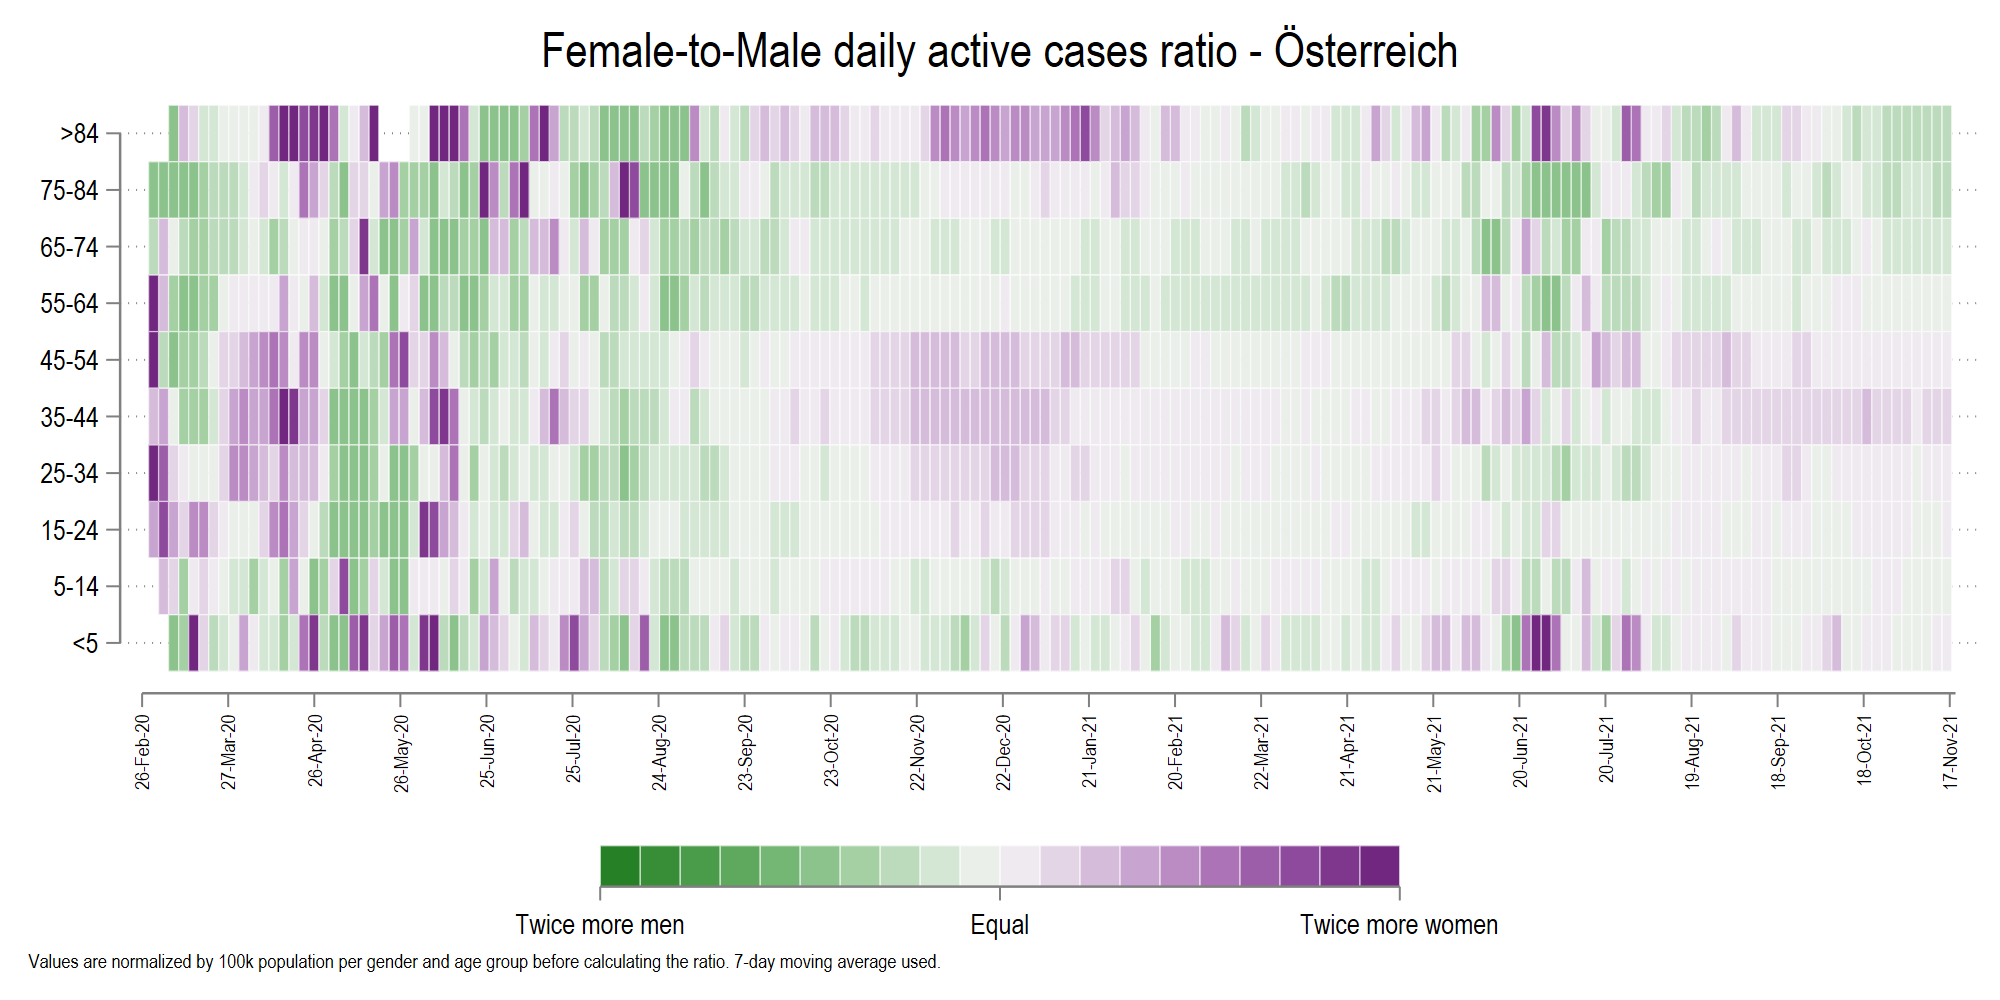 Female-to-Male daily active cases ratio - Österreich
>84
75-84
65-74
55-64
45-54
35-44
25-34
15-24
5-14
<5
26-Feb-20
27-Mar-20
26-Apr-20
26-May-20
25-Jun-20
25-Jul-20
24-Aug-20
23-Sep-20
23-Oct-20
22-Nov-20
22-Dec-20
21-Jan-21
20-Feb-21
22-Mar-21
21-Apr-21
21-May-21
20-Jun-21
20-Jul-21
19-Aug-21
18-Sep-21
18-Oct-21
17-Nov-21
Twice more men
Equal
Twice more women
Values are normalized by 100k population per gender and age group before calculating the ratio. 7-day moving average used.